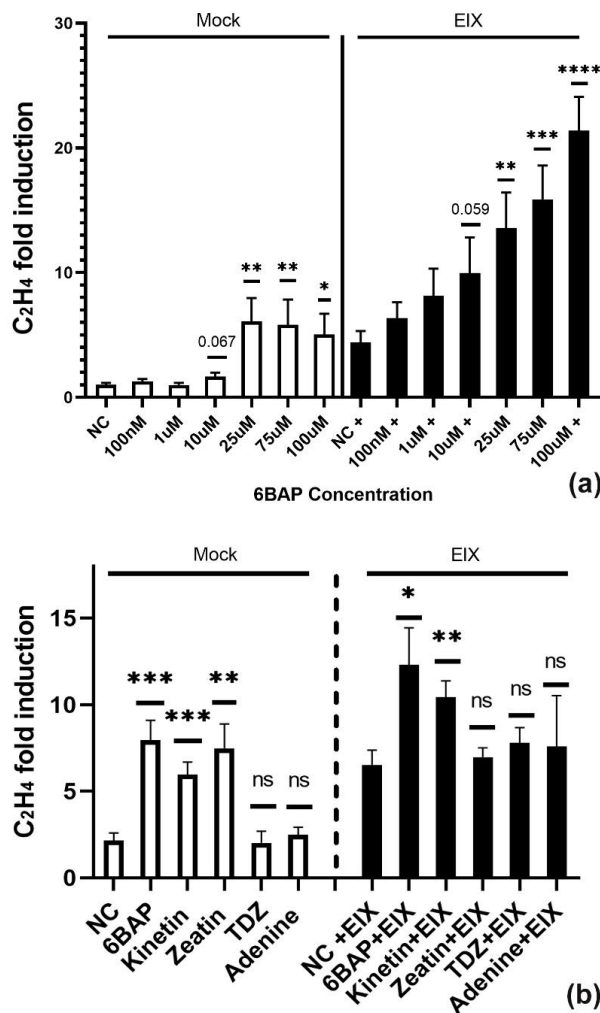 Mock EIX
30
20
10
0
C₂H₄ fold induction
0.067
**
**
*
0.059
**
***
****
NC
100nM
1uM
10uM
25uM
75uM
100uM
NC +
100nM +
1uM +
10uM +
25uM
75uM
100uM +
6BAP Concentration
(a)
Mock EIX
15
10
5
0
C₂H₄ fold induction
***
***
**
ns
ns
*
**
ns
ns
ns
NC
6BAP
Kinetin
Zeatin
TDZ
Adenine
NC +EIX
6BAP+EIX
Kinetin+EIX
Zeatin+EIX
TDZ+EIX
Adenine+EIX
(b)